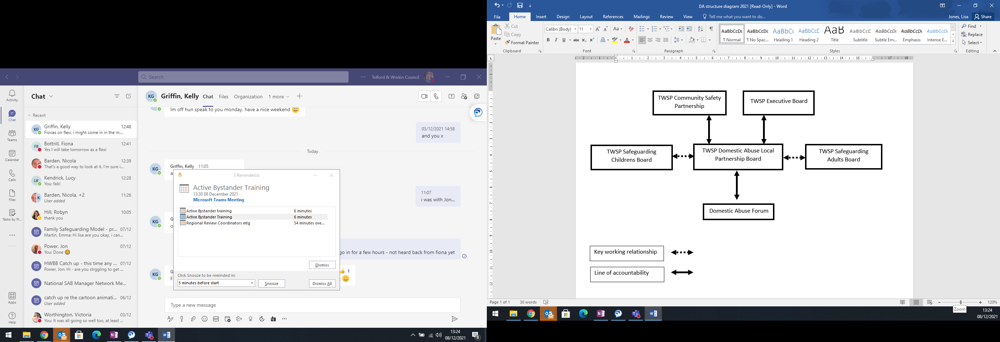 Search
Telford & Wrekin Council
Activity
Chat
Teams
Calendar
Calls
Files
Tasks by Pl...
Apps
Help
Chat
Recent
Griffin, Kelly 12:48
Fionas on flexi, i might come in in the m...
Bottrill, Fiona 12:41
Yes I will take tomorrow as a flexi
Barden, Nicola 12:39
That's a good way to look at it. I'm sure i...
Kendrick, Lucy 12:28
You: fab!
Barden, Nicola, +2 11:26
User added
Hill, Robyn 10:05
thank you
Family Safeguarding Model - pr... 07/12
Martin, Emma: Hi lisa are you okay, i can...
Power, Jon 07/12
You: Done
HWBB Catch up - this time any ... 07/12
Power, Jon: Hi - are you strggling to get ...
National SAB Manager Network Me...
catch up re the cartoon animati... 06/12
User added
Worthington, Victoria 03/12
You: It was all going so well too, at least ...
KG Griffin, Kelly Chat Files Organization 1 more
Im off hun speak to you monday, have a nice weekend
03/12/2021 14:58
and you x
Today
KG Griffin, Kelly 11:05
11:07
i was with Jon...
go in for a few hours - not heard back from fiona yet
1
3 Reminder(s)
Active Bystander Training
13:30 08 December 2021
Microsoft Teams Meeting
Active Bystander training 6 minutes
Active Bystander Training 6 minutes
Regional Review Coordinators mtg 54 minutes ove...
Dismiss
Click Snooze to be reminded in:
5 minutes before start Snooze Dismiss All
Type a new message
13:24
08/12/2021
8
DA structure diagram 2021 [Read-Only] - Word
File Home Insert Design Layout References Mailings Review View Tell me what you want to do... Jones, Lisa Share
Paste
Cut
Copy
Format Painter
Clipboard
Calibri (Body) 11
Font
Paragraph
AaBbCcDc AaBbCcDc AaBbCc AaBbCcD AaB AaBbCcD AaBbCcDc AaBbCcDc AaBbCcDc
¶ Normal ¶ No Spac... Heading 1 Heading 2 Title Subtitle Subtle Em... Emphasis Intense E...
Styles
Find
Replace
Select
Editing
TWSP Community Safety
Partnership
TWSP Executive Board
TWSP Safeguarding
Childrens Board
TWSP Domestic Abuse Local
Partnership Board
TWSP Safeguarding
Adults Board
Domestic Abuse Forum
Key working relationship
Line of accountability
Page 1 of 1 30 words 120%
Zoom
13:24
08/12/2021